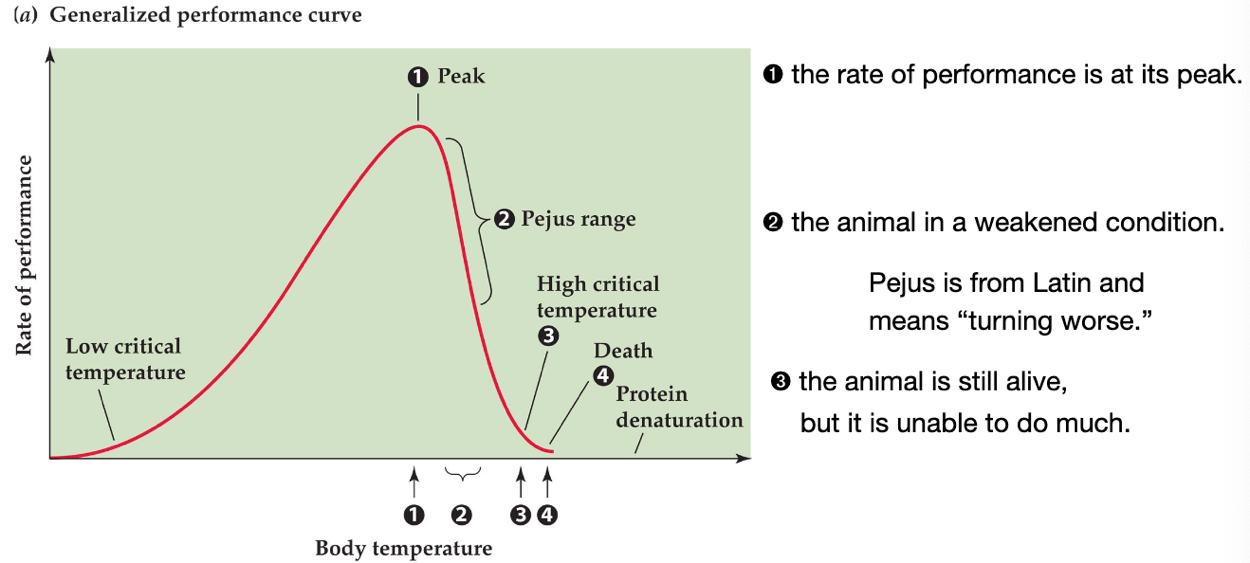 (a) Generalized performance curve
❶ Peak
❷ Pejus range
High critical
temperature
❸
Death
❹
Protein
denaturation
Low critical
temperature
Rate of performance
❶ ❷ ❸ ❹
Body temperature
❶ the rate of performance is at its peak.
❷ the animal in a weakened condition.
Pejus is from Latin and
means “turning worse.”
❸ the animal is still alive,
but it is unable to do much.